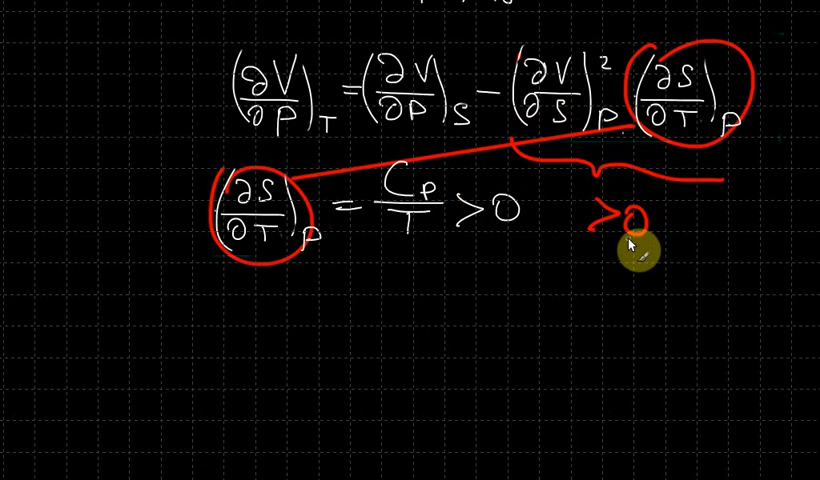 (∂V/∂P)_T = (∂V/∂P)_S − (∂V/∂S)²_P (∂S/∂T)_P
(∂S/∂T)_P = C_P/T > 0 > 0